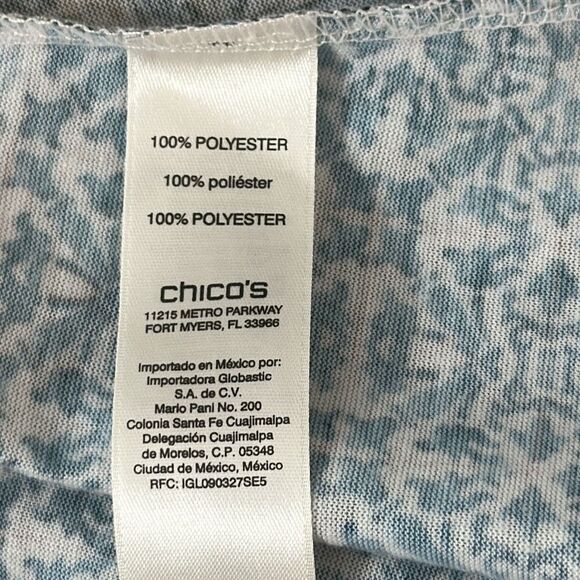 100% POLYESTER
100% poliéster
100% POLYESTER
chico's
11215 METRO PARKWAY
FORT MYERS, FL 33966
Importado en México por:
Importadora Globastic
S.A. de C.V.
Mario Pani No. 200
Colonia Santa Fe Cuajimalpa
Delegación Cuajimalpa
de Morelos, C.P. 05348
Ciudad de México, México
RFC: IGL090327SE5